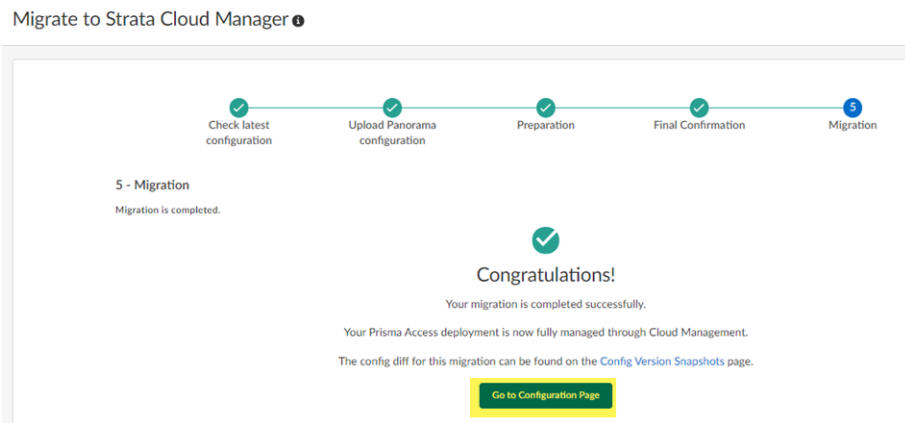 Migrate to Strata Cloud Manager
Check latest
configuration
Upload Panorama
configuration
Preparation
Final Confirmation
5
Migration
5 - Migration
Migration is completed.
Congratulations!
Your migration is completed successfully.
Your Prisma Access deployment is now fully managed through Cloud Management.
The config diff for this migration can be found on the Config Version Snapshots page.
Go to Configuration Page